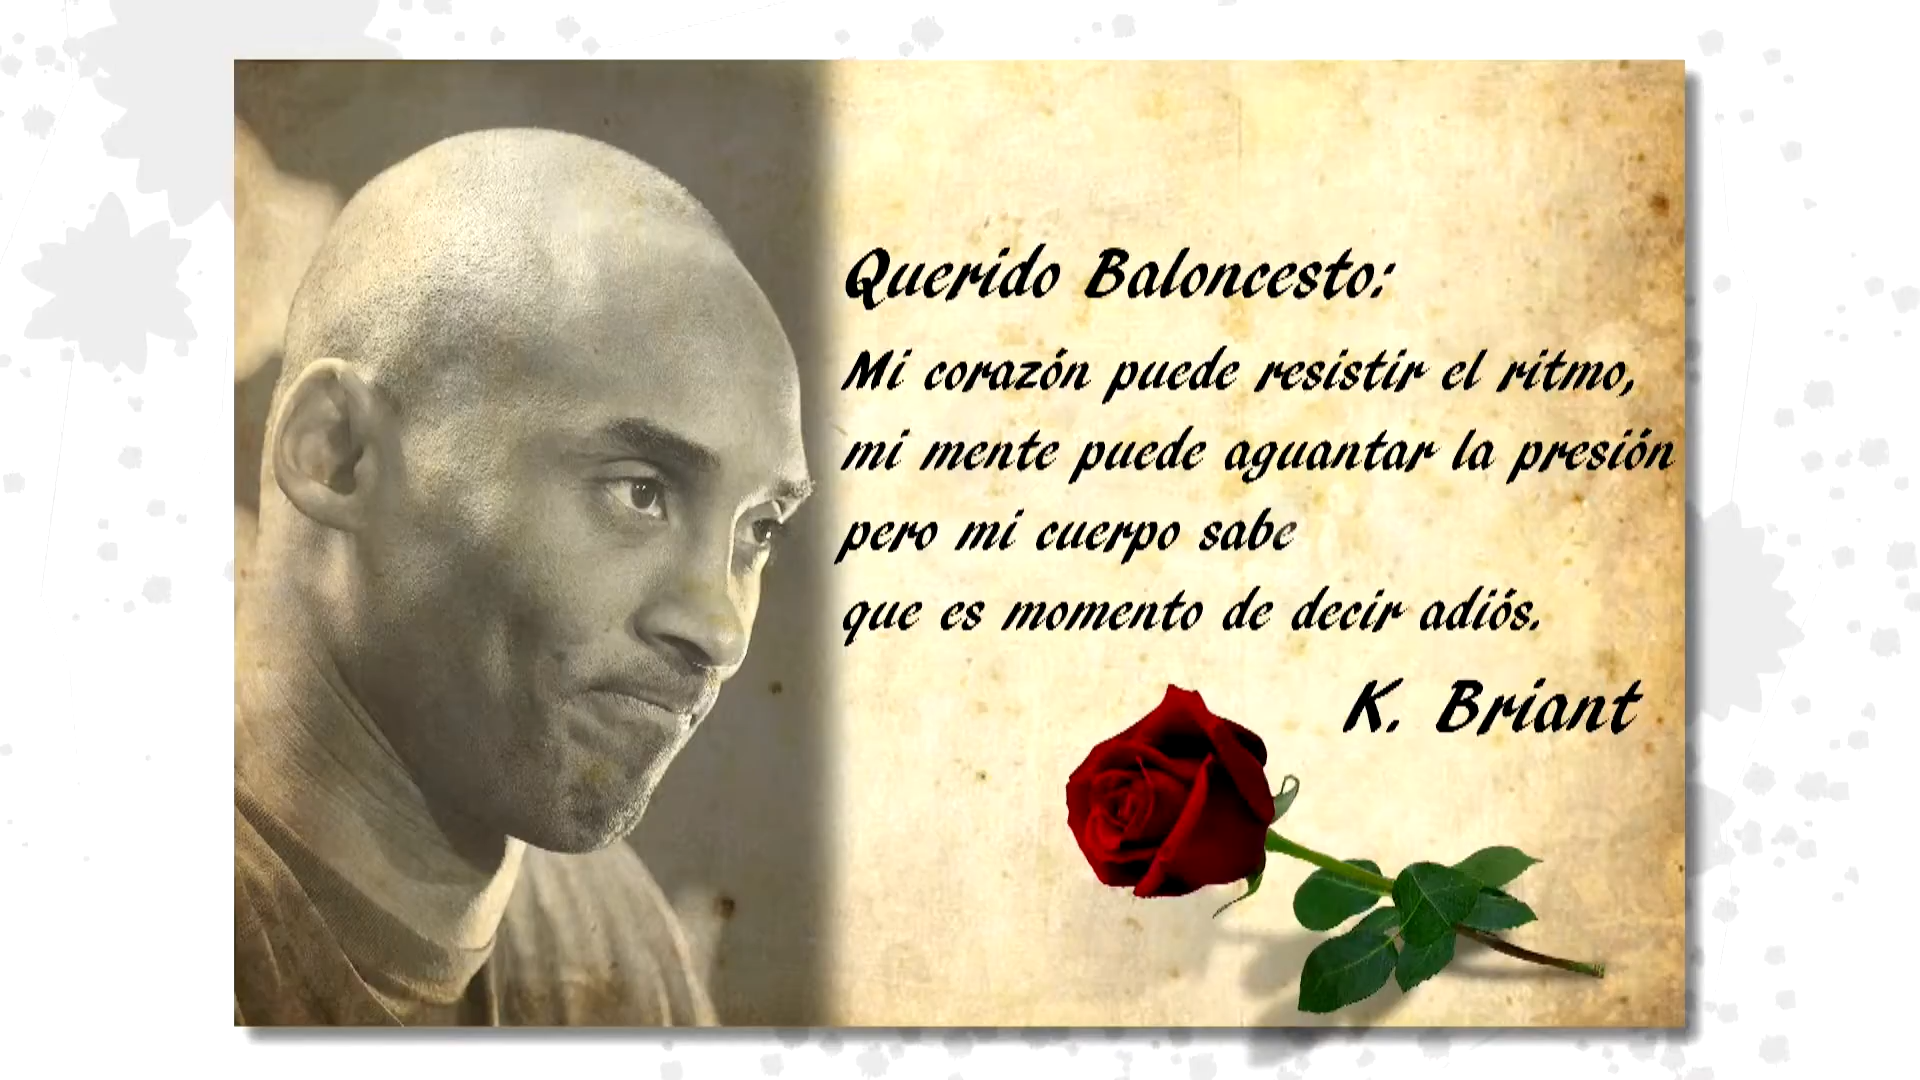 Querido Baloncesto:
Mi corazón puede resistir el ritmo,
mi mente puede aguantar la presión
pero mi cuerpo sabe
que es momento de decir adiós.
K. Briant